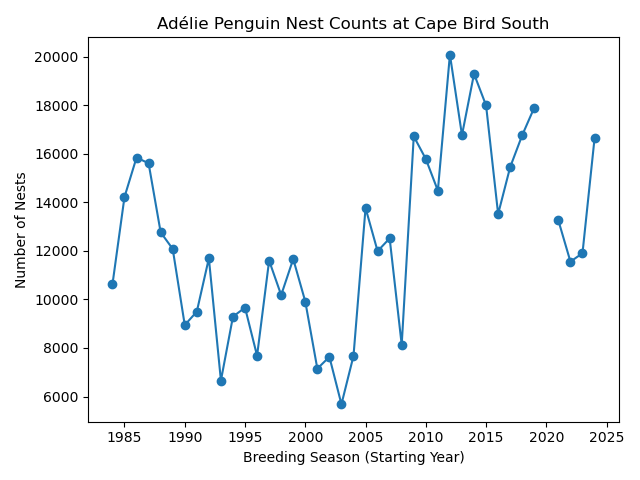 Adélie Penguin Nest Counts at Cape Bird South
Number of Nests
20000
18000
16000
14000
12000
10000
8000
6000
1985 1990 1995 2000 2005 2010 2015 2020 2025
Breeding Season (Starting Year)